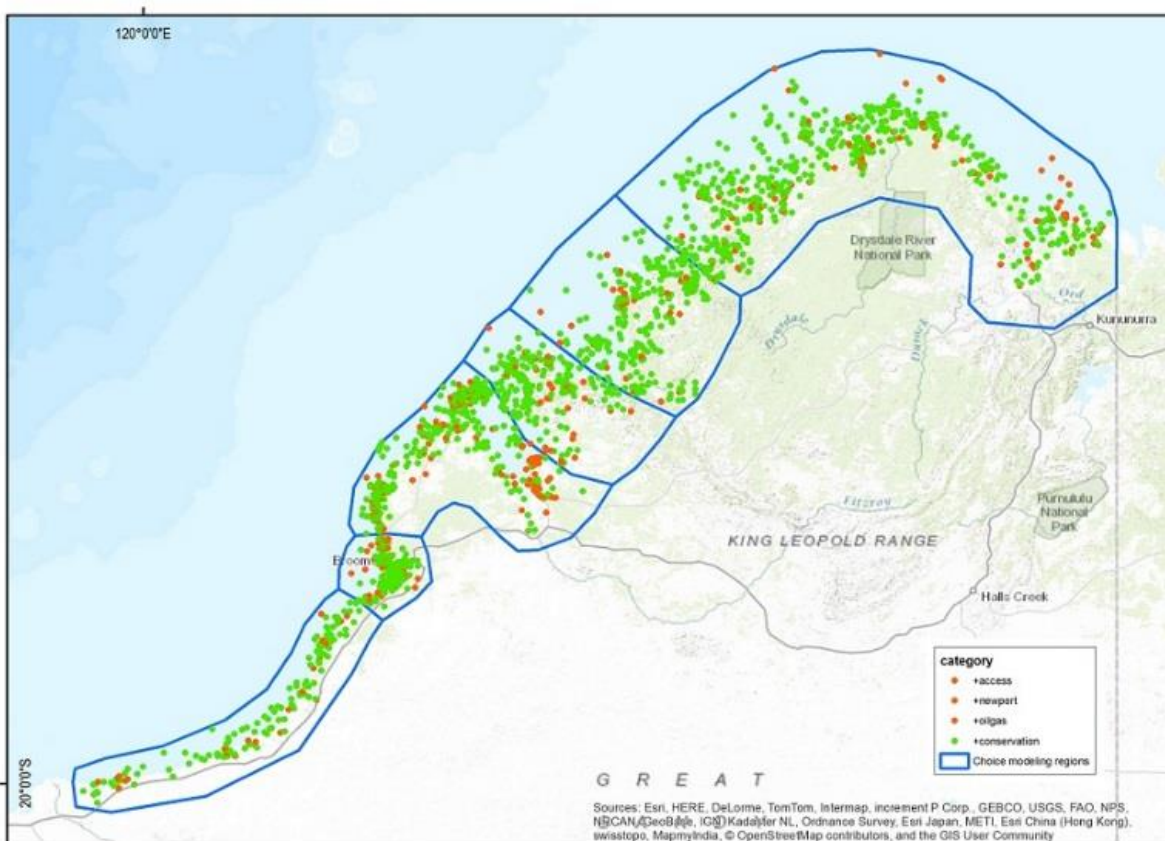 120°0'0"E
Drysdale River
National Park
Drysdale
Durack
Ord
Kununurra
Fitzroy
Purnululu
National
Park
KING LEOPOLD RANGE
Broom
Halls Creek
20°0'0"S
category
+access
+newport
+oilgas
+conservation
Choice modeling regions
G R E A T
Sources: Esri, HERE, DeLorme, TomTom, Intermap, increment P Corp., GEBCO, USGS, FAO, NPS,
NRCAN, GeoBase, IGN, Kadaster NL, Ordnance Survey, Esri Japan, METI, Esri China (Hong Kong),
swisstopo, MapmyIndia, © OpenStreetMap contributors, and the GIS User Community